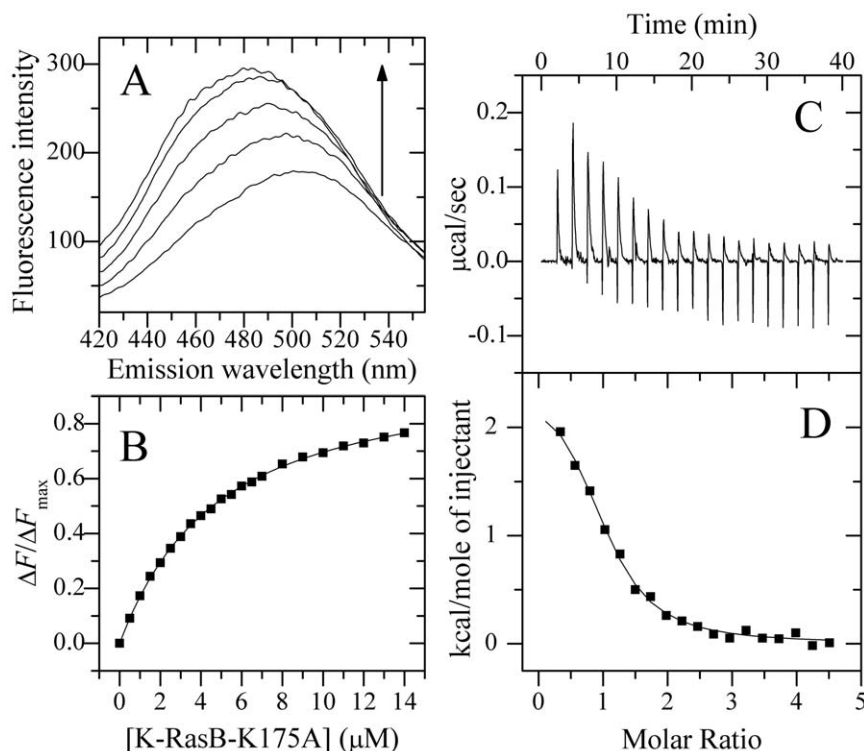 A
Fluorescence intensity
300
200
100
420 440 460 480 500 520 540
Emission wavelength (nm)
B
ΔF/ΔFmax
0.8
0.6
0.4
0.2
0.0
0 2 4 6 8 10 12 14
[K-RasB-K175A] (μM)
Time (min)
0 10 20 30 40
C
μcal/sec
0.2
0.1
0.0
-0.1
D
kcal/mole of injectant
2
1
0
0 1 2 3 4 5
Molar Ratio